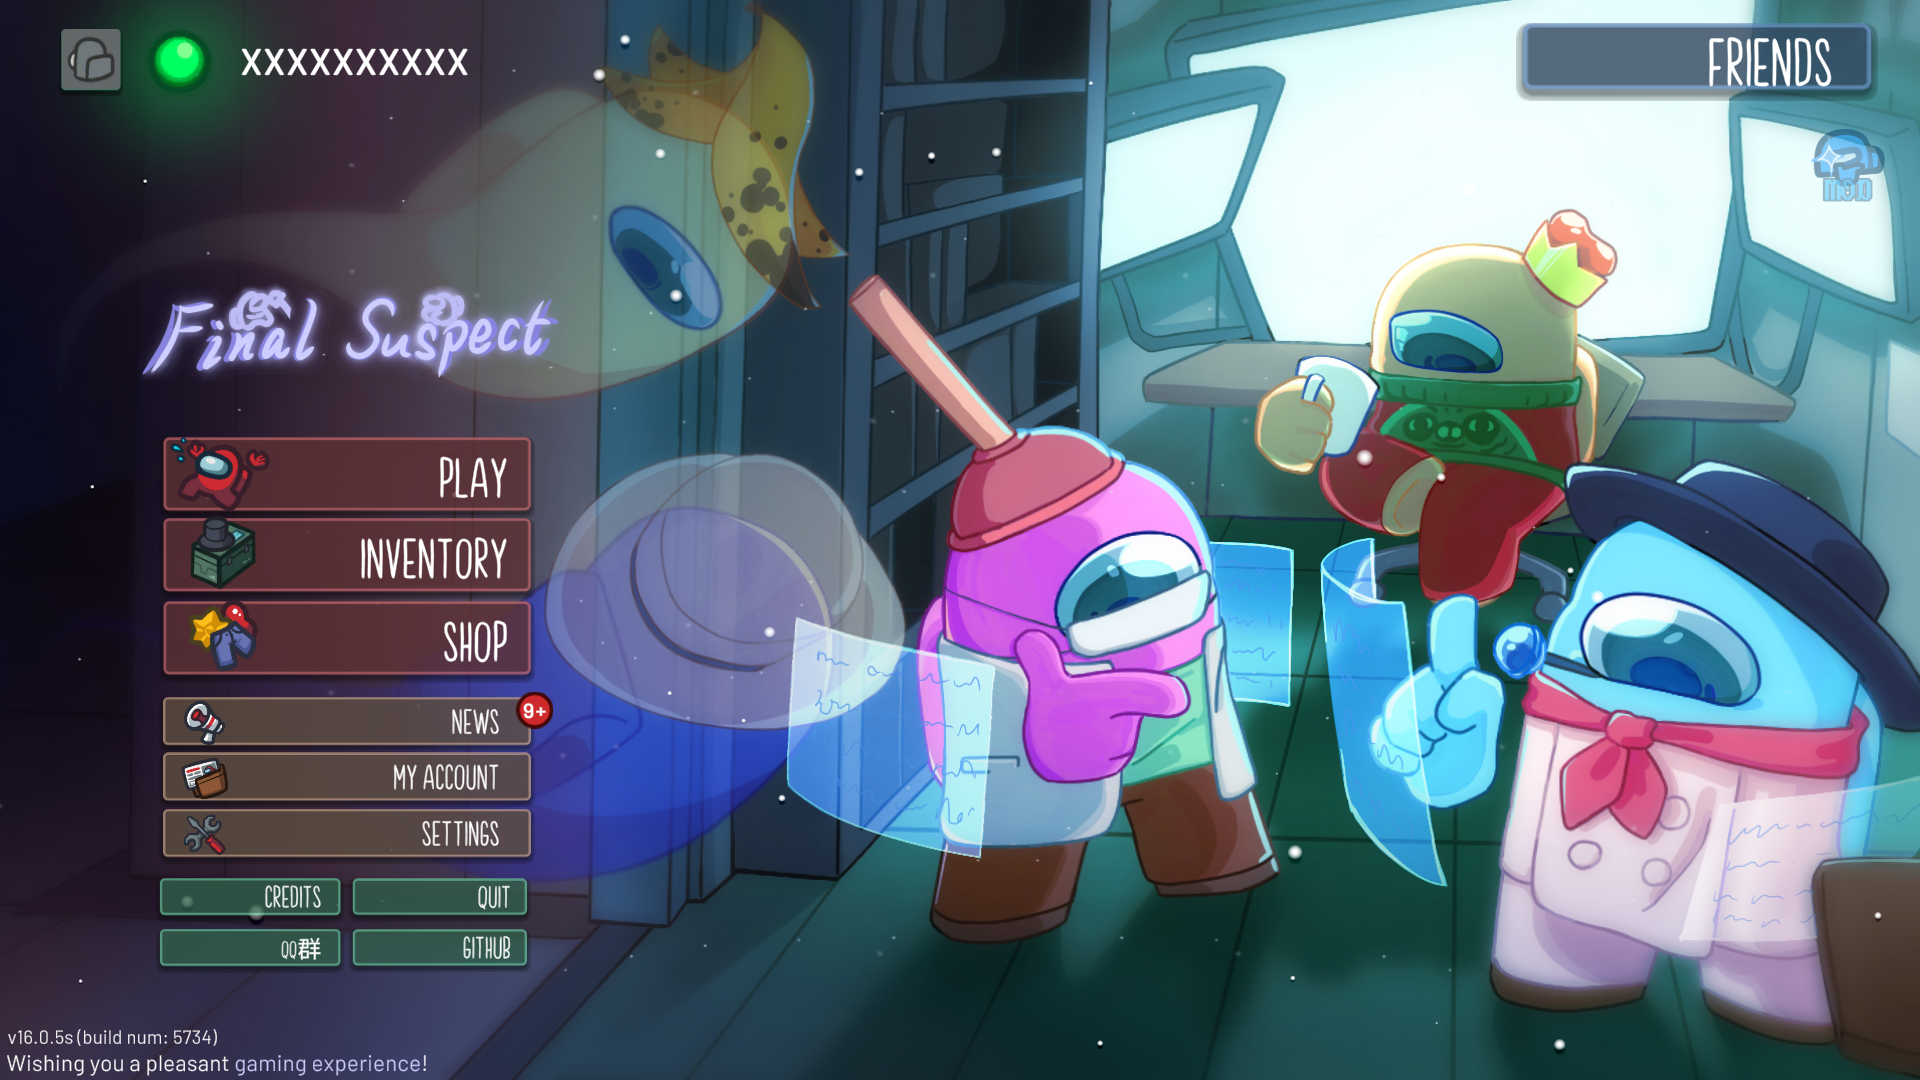 XXXXXXXXXX
FRIENDS
MOD
Final Suspect
PLAY
INVENTORY
SHOP
NEWS
9+
MY ACCOUNT
SETTINGS
CREDITS
QUIT
QQ群
GITHUB
v16.0.5s (build num: 5734)
Wishing you a pleasant gaming experience!